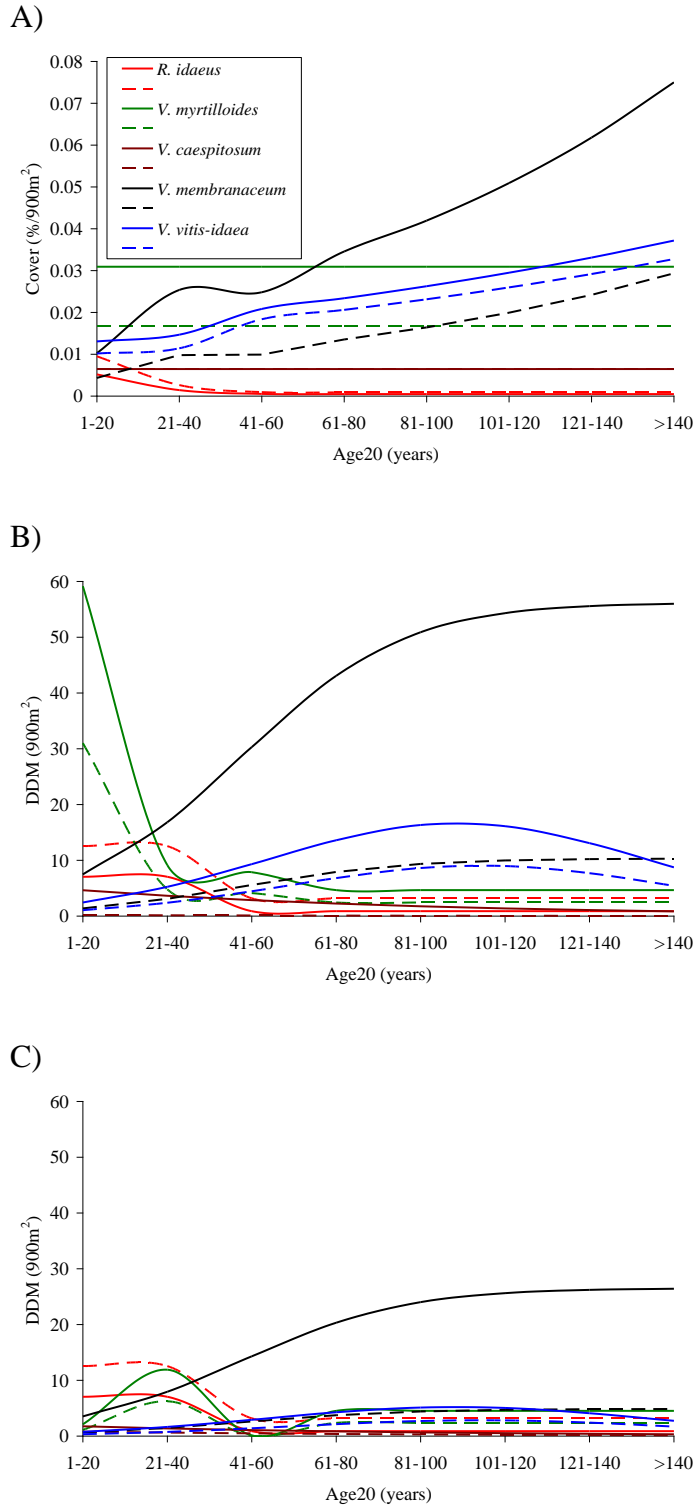 A)
0.08
0.07
0.06
0.05
0.04
0.03
0.02
0.01
0
Cover (%/900m²)
R. idaeus
V. myrtilloides
V. caespitosum
V. membranaceum
V. vitis-idaea
1-20 21-40 41-60 61-80 81-100 101-120 121-140 >140
Age20 (years)
B)
60
50
40
30
20
10
0
DDM (900m²)
1-20 21-40 41-60 61-80 81-100 101-120 121-140 >140
Age20 (years)
C)
60
50
40
30
20
10
0
DDM (900m²)
1-20 21-40 41-60 61-80 81-100 101-120 121-140 >140
Age20 (years)